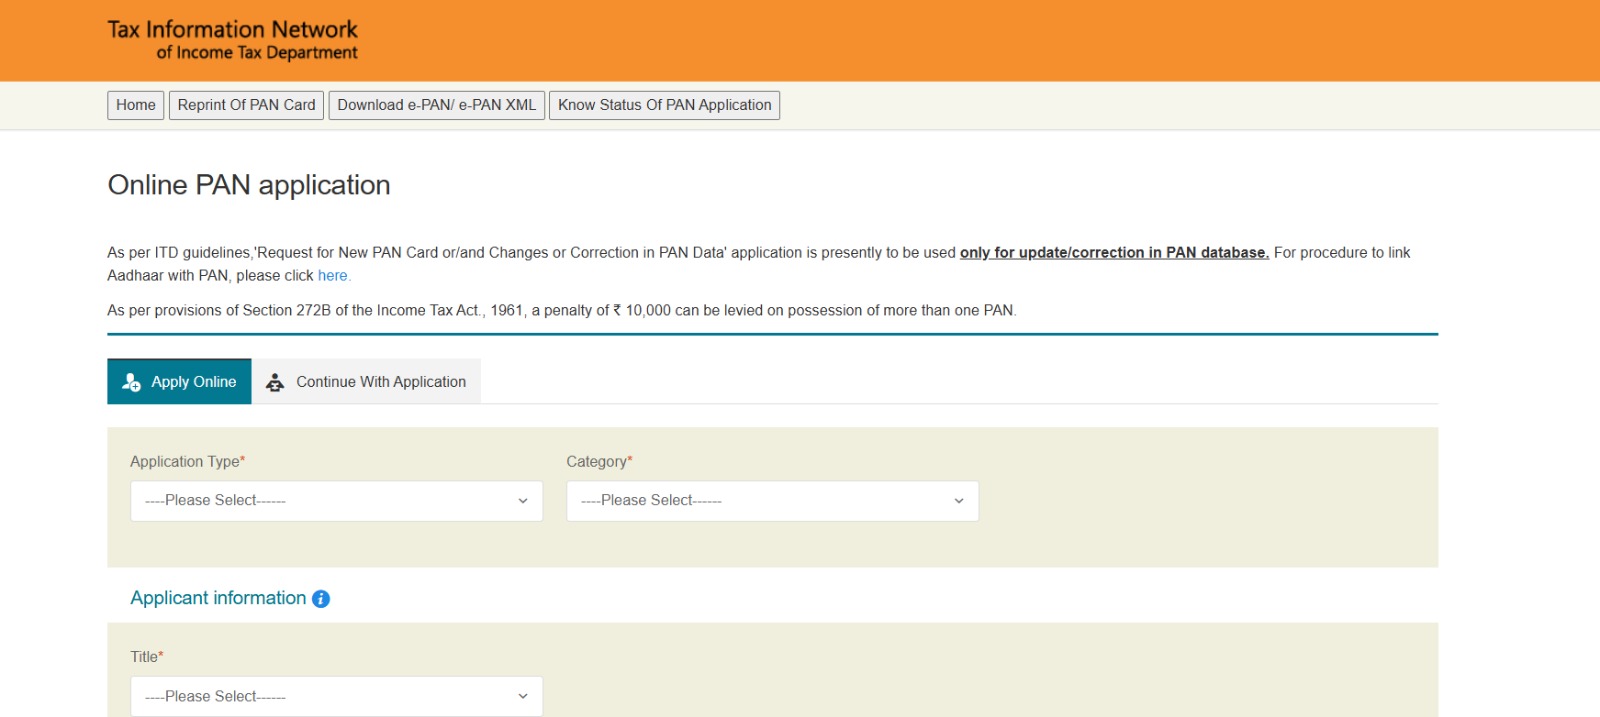 Tax Information Network
of Income Tax Department
Home Reprint Of PAN Card Download e-PAN/ e-PAN XML Know Status Of PAN Application
Online PAN application
As per ITD guidelines,'Request for New PAN Card or/and Changes or Correction in PAN Data' application is presently to be used only for update/correction in PAN database. For procedure to link
Aadhaar with PAN, please click here.
As per provisions of Section 272B of the Income Tax Act., 1961, a penalty of ₹ 10,000 can be levied on possession of more than one PAN.
Apply Online Continue With Application
Application Type* Category*
----Please Select------ ----Please Select------
Applicant information
Title*
----Please Select------